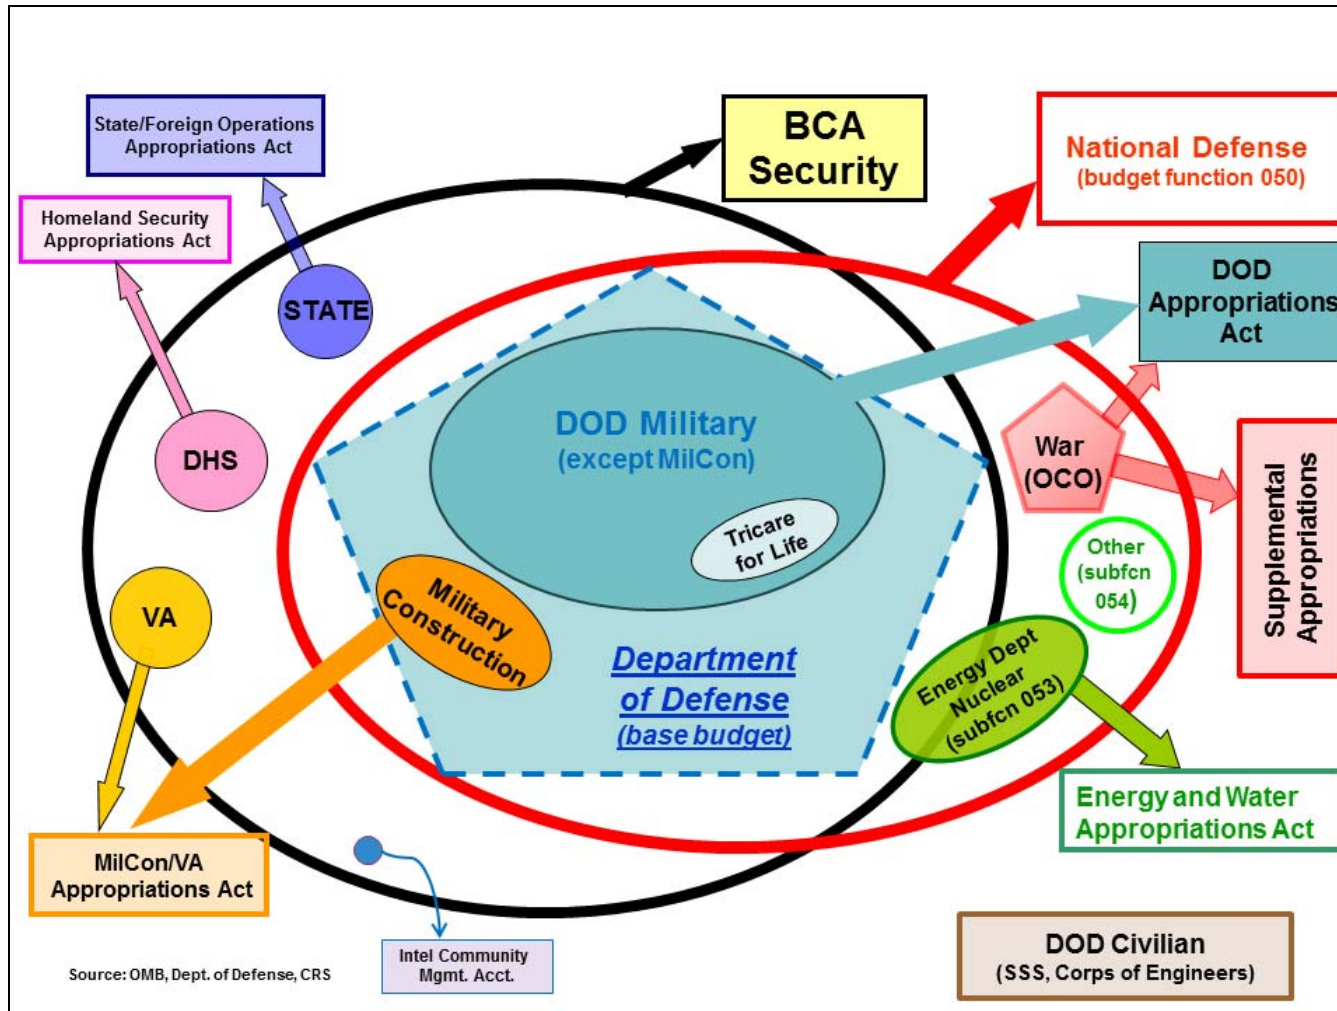 BCA
Security
State/Foreign Operations
Appropriations Act
National Defense
(budget function 050)
Homeland Security
Appropriations Act
DOD
Appropriations
Act
STATE
DOD Military
(except MilCon)
War
(OCO)
DHS
Supplemental
Appropriations
Tricare
for Life
Other
(subfcn
054)
VA
Military
Construction
Department
of Defense
(base budget)
Energy Dept
Nuclear
(subfcn 053)
Energy and Water
Appropriations Act
MilCon/VA
Appropriations Act
DOD Civilian
(SSS, Corps of Engineers)
Intel Community
Mgmt. Acct.
Source: OMB, Dept. of Defense, CRS